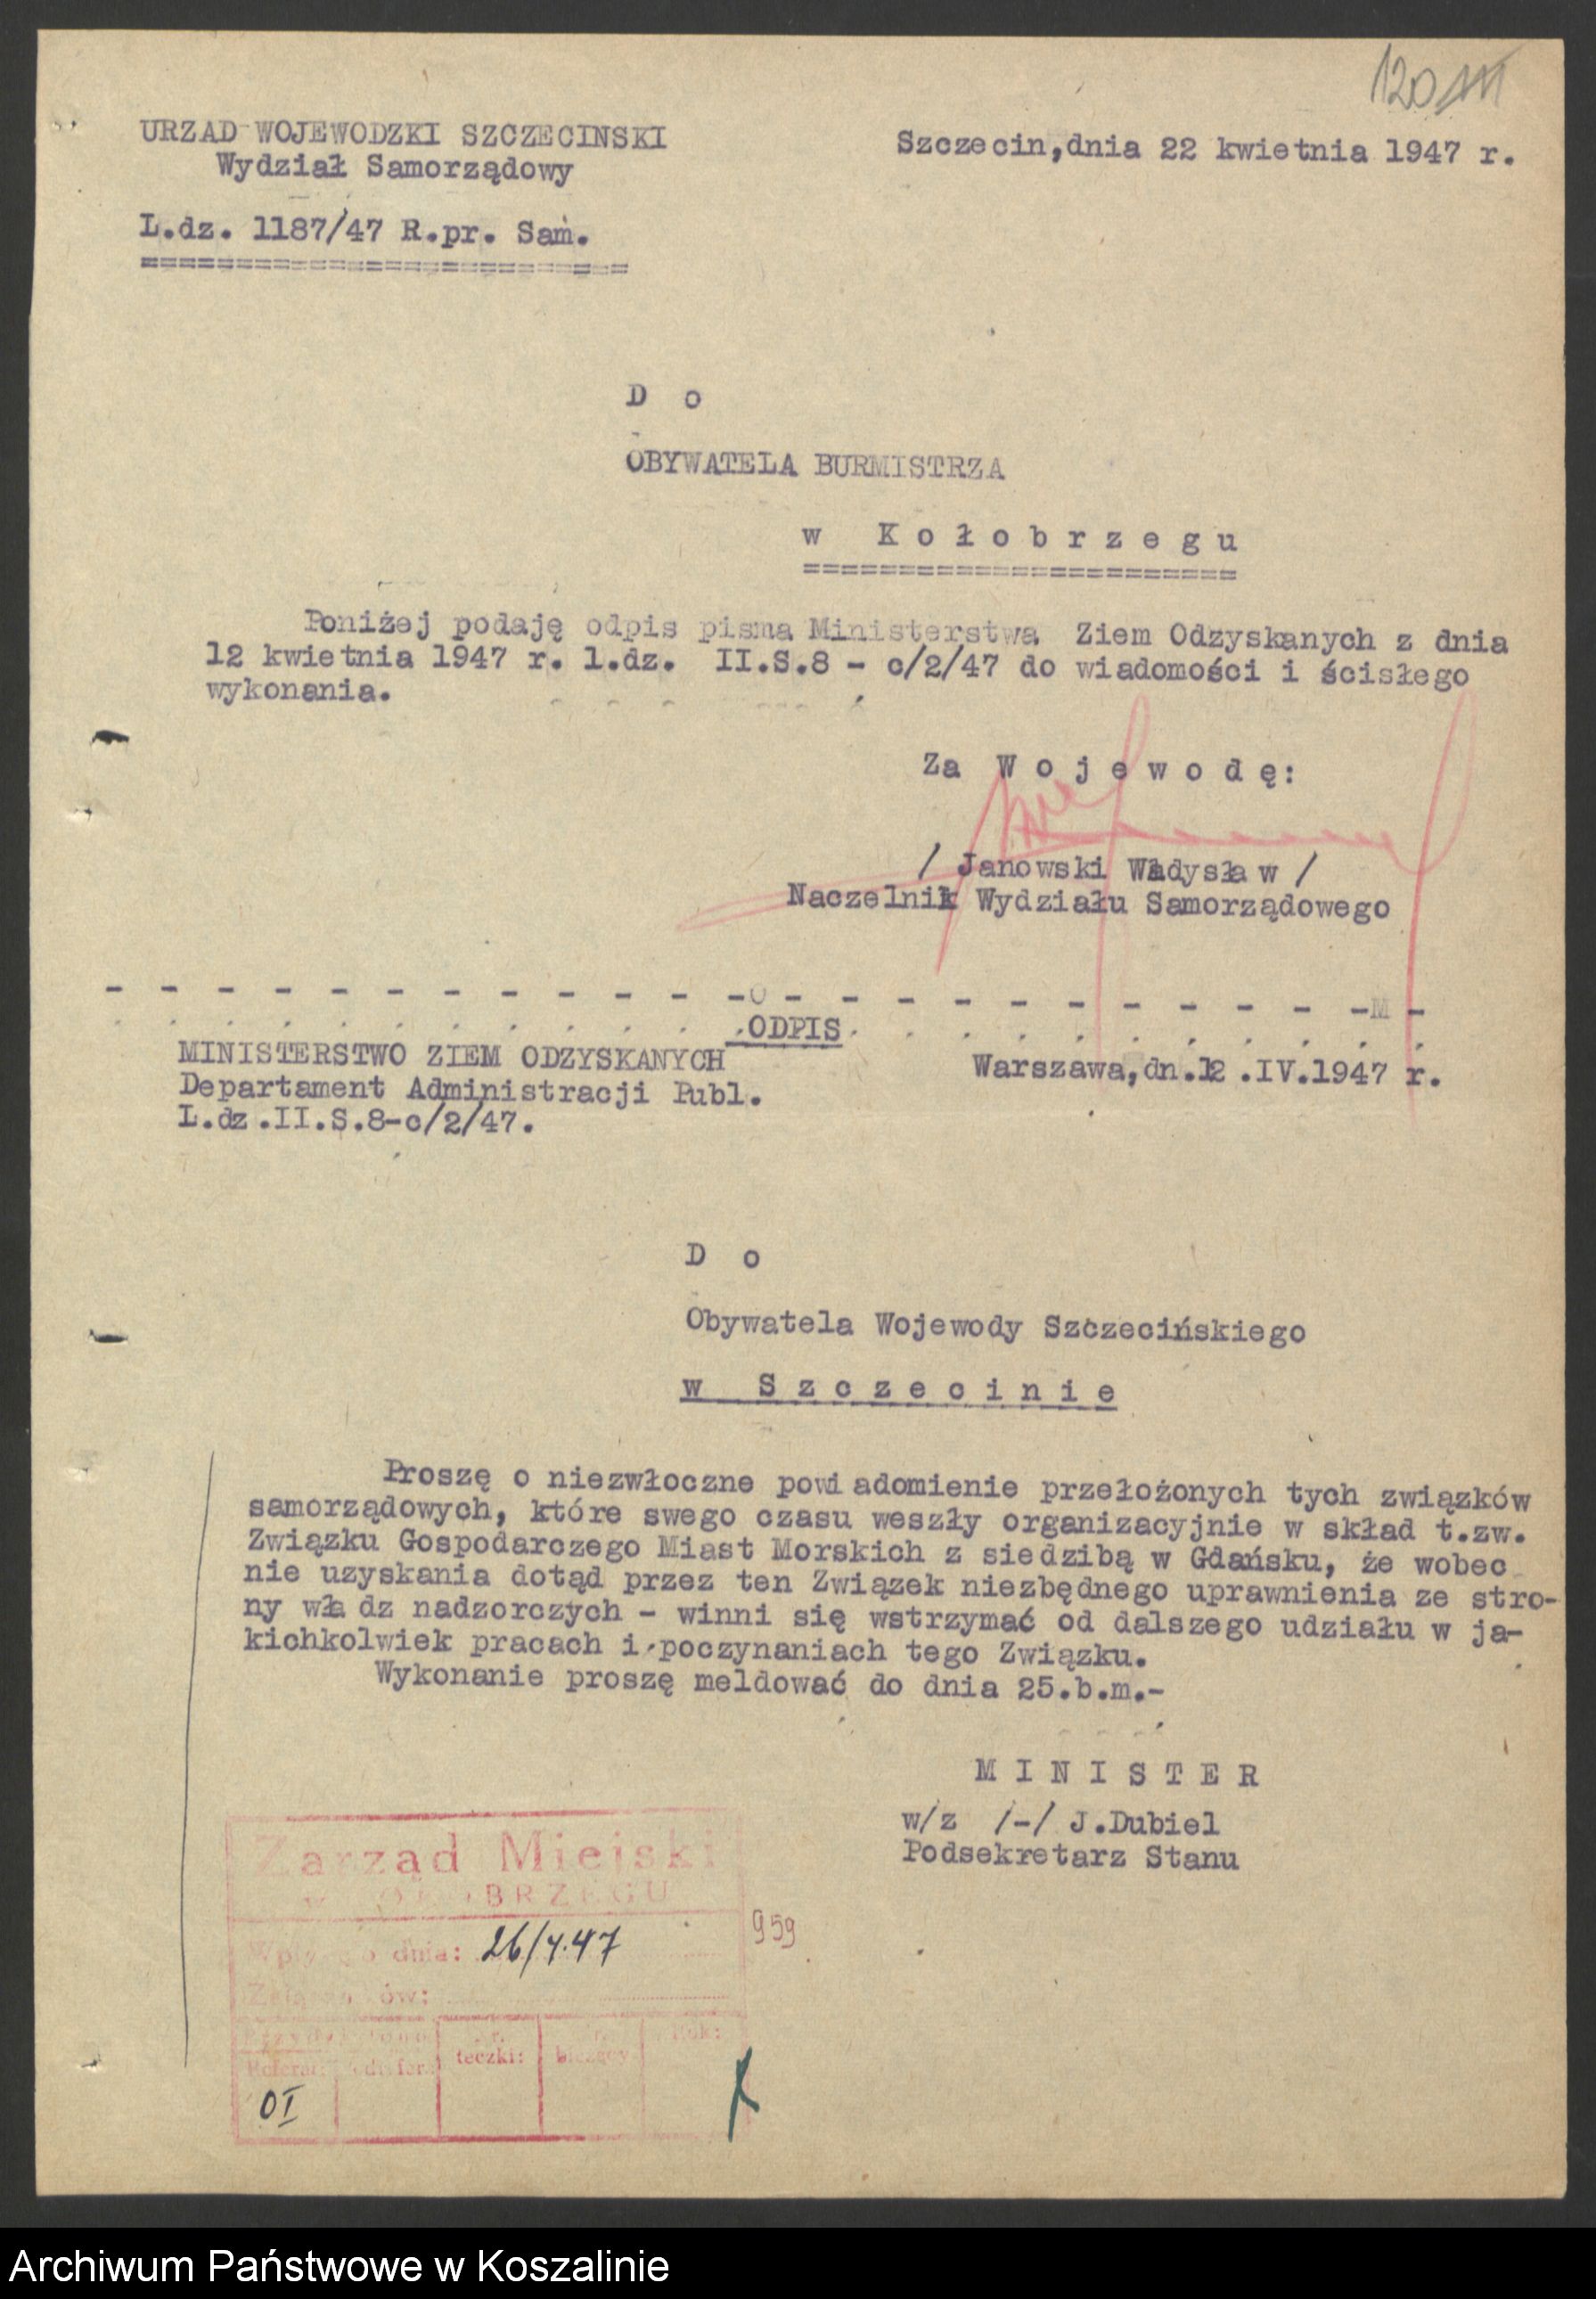 120
URZAD WOJEWODZKI SZCZECINSKI
Wydział Samorządowy
Szczecin,dnia 22 kwietnia 1947 r.
L.dz. 1187/47 R.pr. Sam.
==========================
D o
OBYWATELA BURMISTRZA
w K o ł o b r z e g u
=======================
Poniżej podaję odpis pisma Ministerstwa Ziem Odzyskanych z dnia
12 kwietnia 1947 r. l.dz. II.S.8 - c/2/47 do wiadomości i ścisłego
wykonania.
Za W o j e w o d ę:
/ Janowski Władysław /
Naczelnik Wydziału Samorządowego
- - - - - - - - - - - -O- - - - - - - - - - -M -
ODPIS
MINISTERSTWO ZIEM ODZYSKANYCH
Departament Administracji Publ.
L.dz.II.S.8-c/2/47.
Warszawa,dn.12.IV.1947 r.
D o
Obywatela Wojewody Szczecińskiego
w S z c z e c i n i e
Proszę o niezwłoczne powiadomienie przełożonych tych związków
samorządowych, które swego czasu weszły organizacyjnie w skład t.zw.
Związku Gospodarczego Miast Morskich z siedzibą w Gdańsku, że wobec
nie uzyskania dotąd przez ten Związek niezbędnego uprawnienia ze stro-
ny władz nadzorczych - winni się wstrzymać od dalszego udziału w ja-
kichkolwiek pracach i poczynaniach tego Związku.
Wykonanie proszę meldować do dnia 25.b.m.-
M I N I S T E R
w/z /-/ J.Dubiel
Podsekretarz Stanu
Zarząd Miejski
BRZEGU
dnia: 26/4.47
959
teczki:
OI
Archiwum Państwowe w Koszalinie